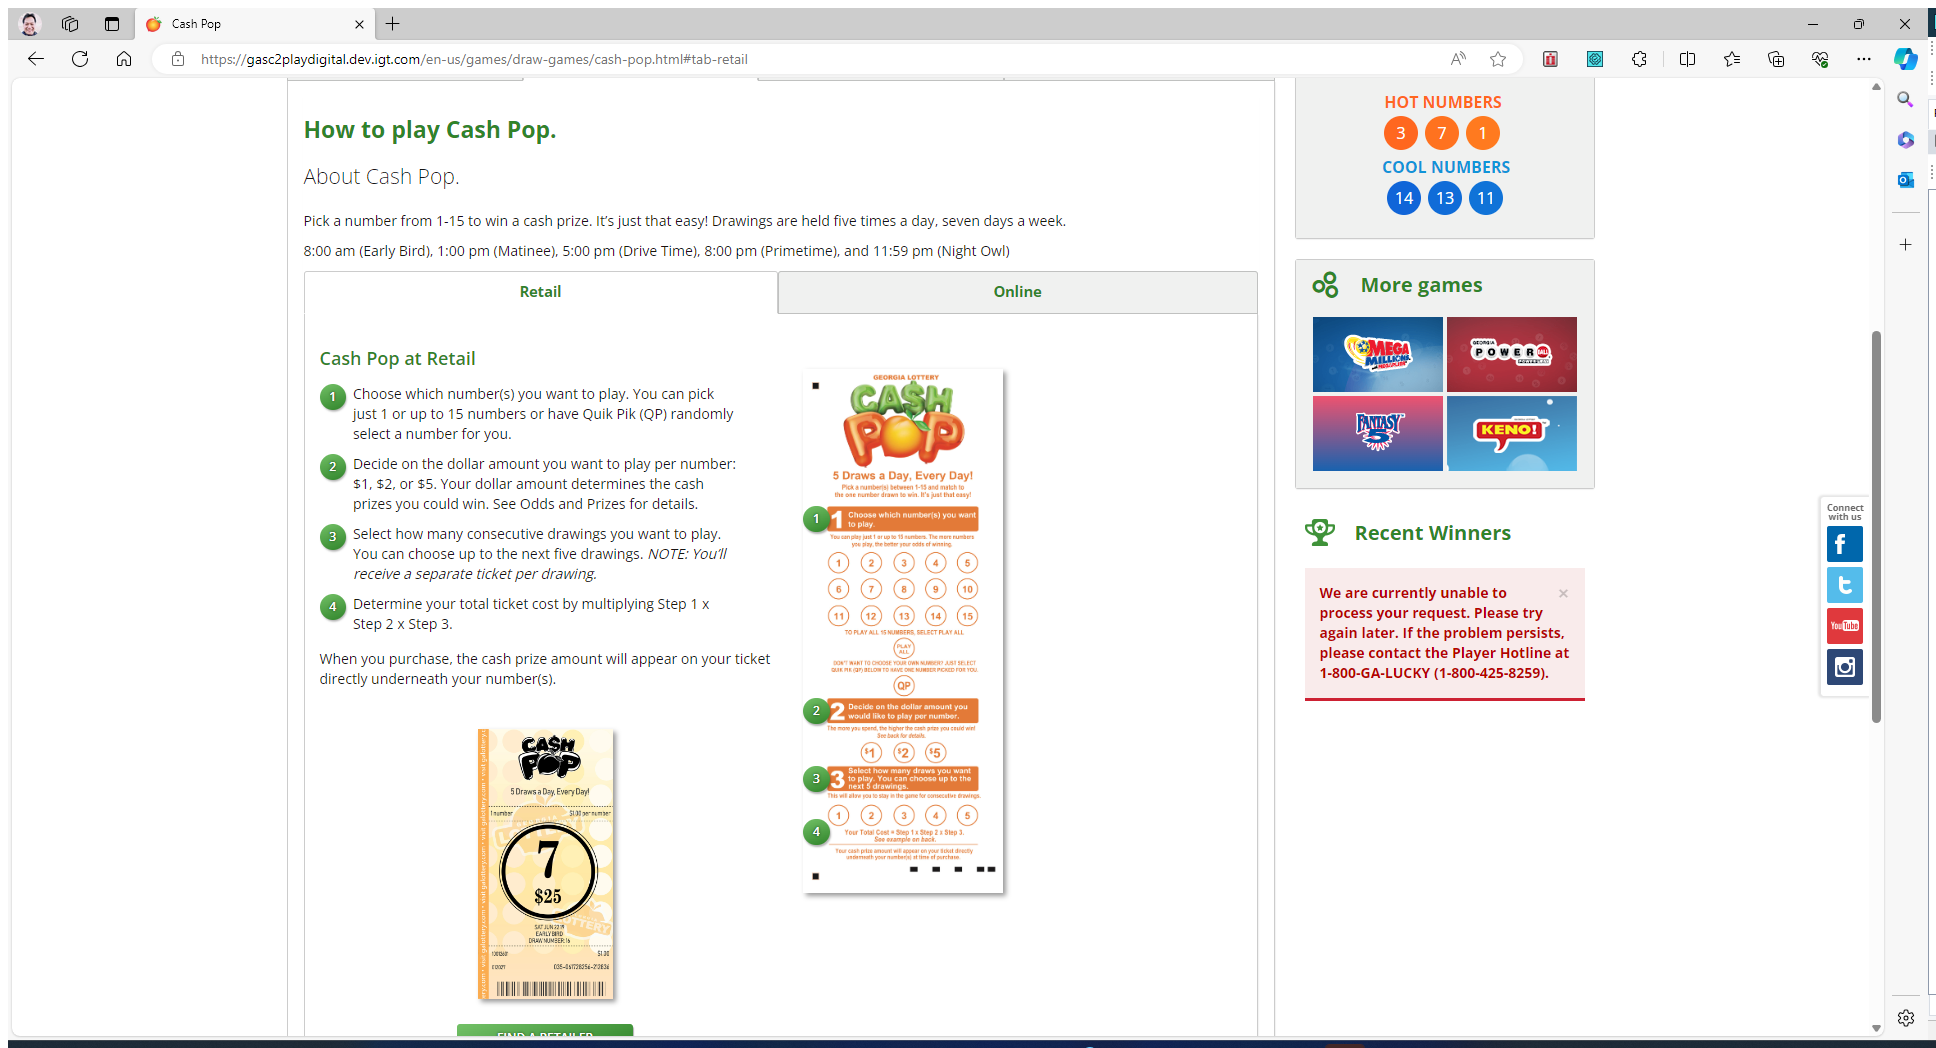 Cash Pop
https://gasc2playdigital.dev.igt.com/en-us/games/draw-games/cash-pop.html#tab-retail
How to play Cash Pop.
About Cash Pop.
Pick a number from 1-15 to win a cash prize. It's just that easy! Drawings are held five times a day, seven days a week.
8:00 am (Early Bird), 1:00 pm (Matinee), 5:00 pm (Drive Time), 8:00 pm (Primetime), and 11:59 pm (Night Owl)
Retail
Online
Cash Pop at Retail
1 Choose which number(s) you want to play. You can pick
just 1 or up to 15 numbers or have Quik Pik (QP) randomly
select a number for you.
2 Decide on the dollar amount you want to play per number:
$1, $2, or $5. Your dollar amount determines the cash
prizes you could win. See Odds and Prizes for details.
3 Select how many consecutive drawings you want to play.
You can choose up to the next five drawings. NOTE: You'll
receive a separate ticket per drawing.
4 Determine your total ticket cost by multiplying Step 1 x
Step 2 x Step 3.
When you purchase, the cash prize amount will appear on your ticket
directly underneath your number(s).
CASH
POP
5 Draws a Day, Every Day!
1 number $1.00 per number
7
$25
SAT JUN 22 19
EARLY BIRD
DRAW NUMBER: 16
$1.00
FIND A RETAILER
GEORGIA LOTTERY
CA$H
POP
5 Draws a Day, Every Day!
Pick a number(s) between 1-15 and match to
the one number drawn to win. It's just that easy!
1 1 Choose which number(s) you want
to play.
You can play just 1 or up to 15 numbers. The more numbers
you play, the better your odds of winning.
1 2 3 4 5
6 7 8 9 10
11 12 13 14 15
TO PLAY ALL 15 NUMBERS, SELECT PLAY ALL
PLAY
ALL
DON'T WANT TO CHOOSE YOUR OWN NUMBER? JUST SELECT
QUIK PIK (QP) BELOW TO HAVE ONE NUMBER PICKED FOR YOU.
QP
2 2 Decide on the dollar amount you
would like to play per number.
The more you spend, the higher the cash prize you could win!
See back for details.
$1 $2 $5
3 3 Select how many draws you want
to play. You can choose up to the
next 5 drawings.
This will allow you to stay in the game for consecutive drawings.
1 2 3 4 5
4 Your Total Cost = Step 1 x Step 2 x Step 3.
See example on back.
Your cash prize amount will appear on your ticket directly
underneath your number(s) at time of purchase.
HOT NUMBERS
3 7 1
COOL NUMBERS
14 13 11
More games
MEGA
MILLIONS
GEORGIA
POWERBALL
FANTASY
5
KENO!
Recent Winners
We are currently unable to
process your request. Please try
again later. If the problem persists,
please contact the Player Hotline at
1-800-GA-LUCKY (1-800-425-8259).
Connect
with us
YouTube